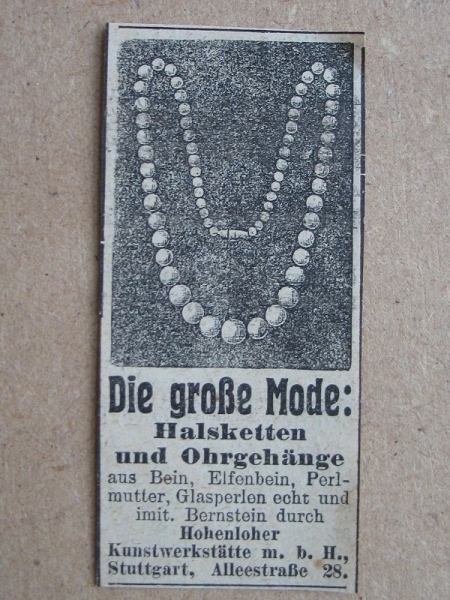 Die große Mode:
Halsketten
und Ohrgehänge
aus Bein, Elfenbein, Perl-
mutter, Glasperlen echt und
imit. Bernstein durch
Hohenloher
Kunstwerkstätte m. b. H.,
Stuttgart, Alleestraße 28.